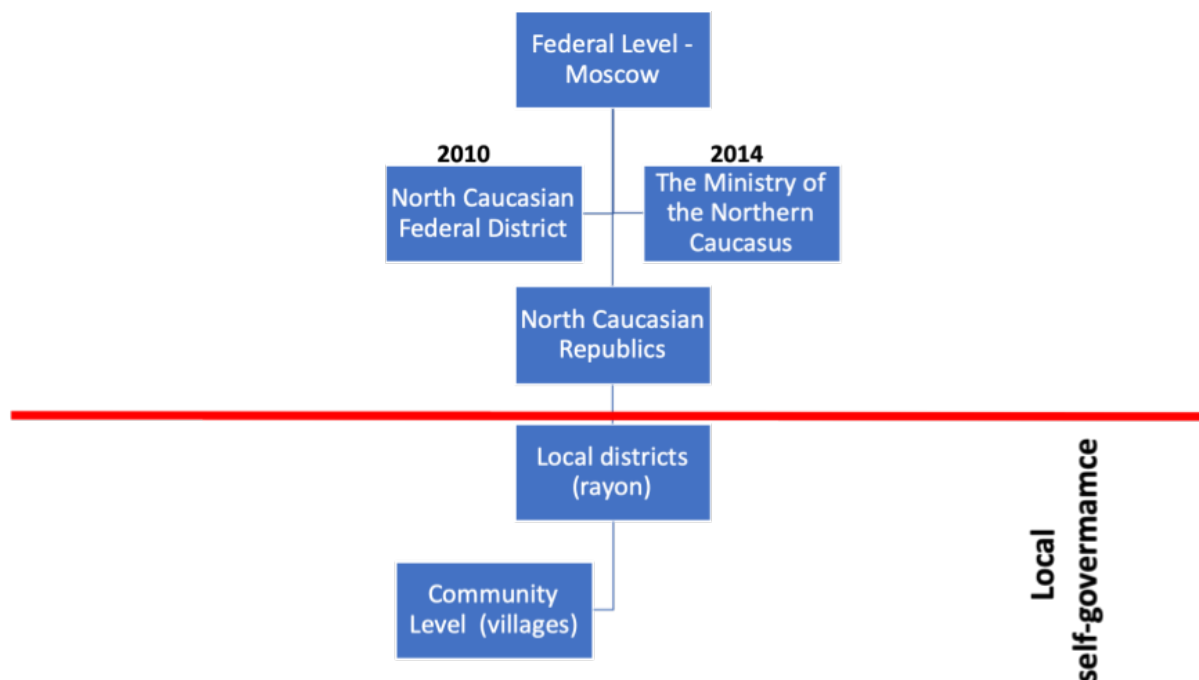 Federal Level -
Moscow
2010
2014
North Caucasian
Federal District
The Ministry of
the Northern
Caucasus
North Caucasian
Republics
Local districts
(rayon)
Community
Level (villages)
Local
self-governamce